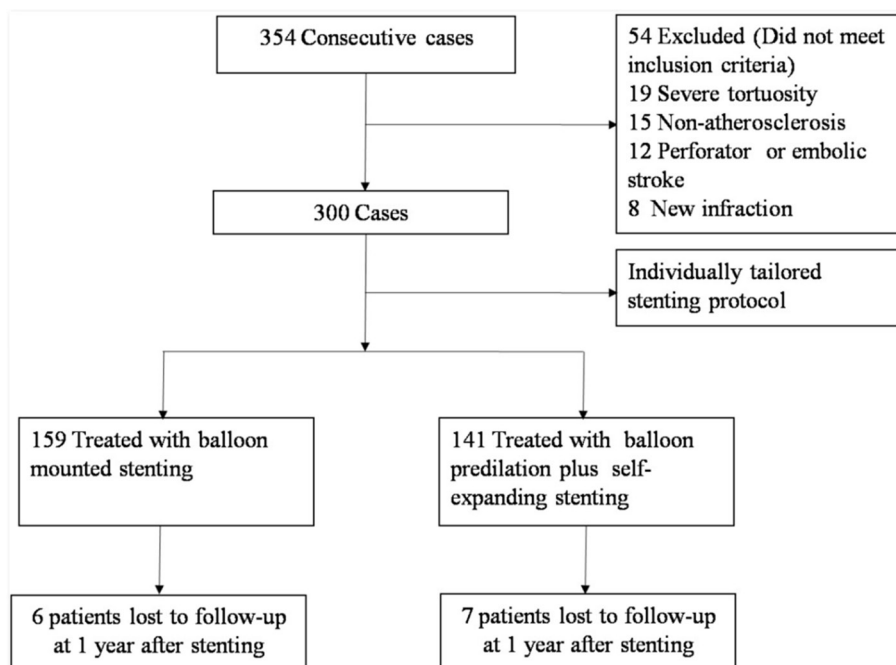 354 Consecutive cases
54 Excluded (Did not meet
inclusion criteria)
19 Severe tortuosity
15 Non-atherosclerosis
12 Perforator or embolic
stroke
8 New infraction
300 Cases
Individually tailored
stenting protocol
159 Treated with balloon
mounted stenting
141 Treated with balloon
predilation plus self-
expanding stenting
6 patients lost to follow-up
at 1 year after stenting
7 patients lost to follow-up
at 1 year after stenting